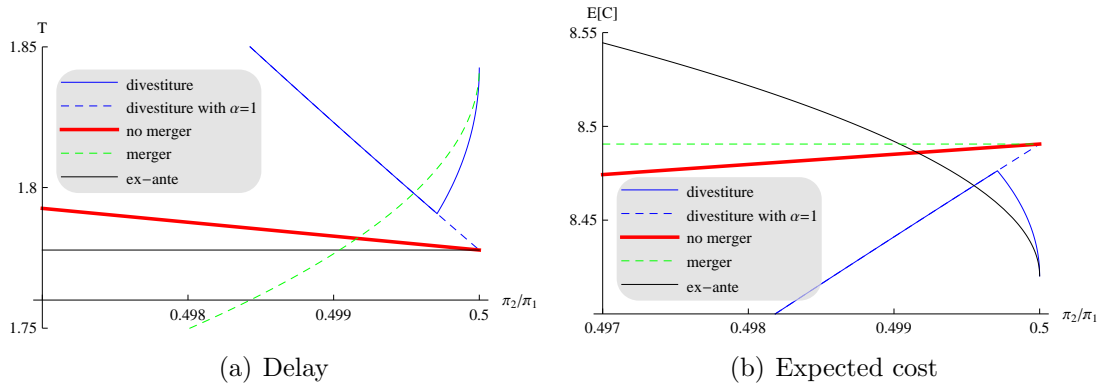 T
1.85
1.8
1.75
divestiture
divestiture with α=1
no merger
merger
ex−ante
0.498
0.499
0.5
π2/π1
(a) Delay
E[C]
8.55
8.5
8.45
8.4
divestiture
divestiture with α=1
no merger
merger
ex−ante
0.497
0.498
0.499
0.5
π2/π1
(b) Expected cost